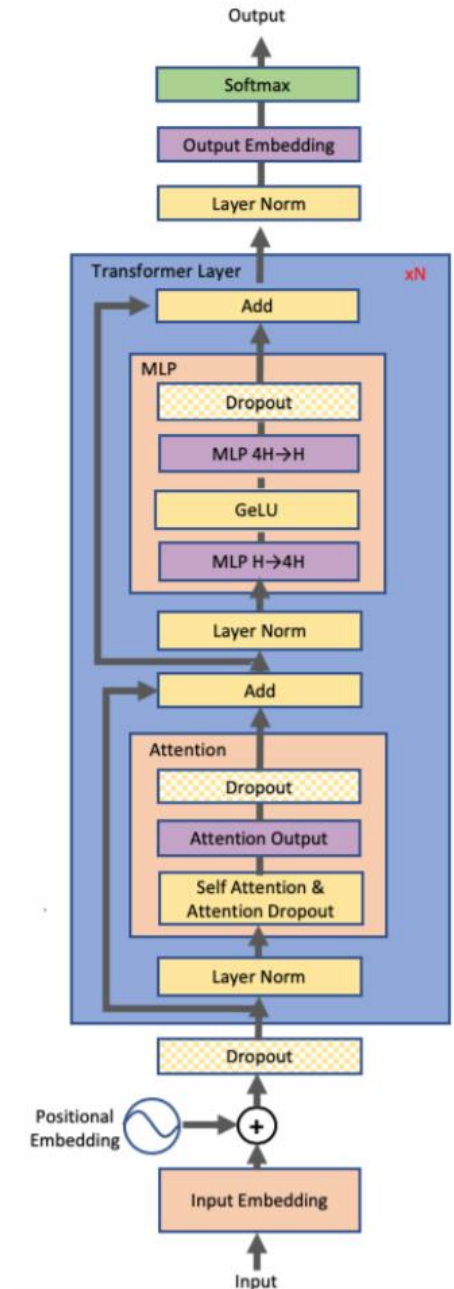 Output
Softmax
Output Embedding
Layer Norm
Transformer Layer
xN
Add
MLP
Dropout
MLP 4H→H
GeLU
MLP H→4H
Layer Norm
Add
Attention
Dropout
Attention Output
Self Attention &
Attention Dropout
Layer Norm
Dropout
Positional
Embedding
+
Input Embedding
Input